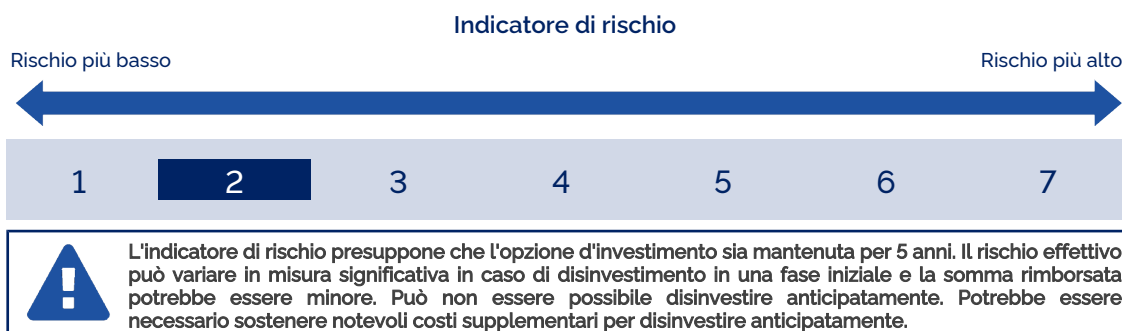 Indicatore di rischio
Rischio più basso
Rischio più alto
1 2 3 4 5 6 7
L'indicatore di rischio presuppone che l'opzione d'investimento sia mantenuta per 5 anni. Il rischio effettivo
può variare in misura significativa in caso di disinvestimento in una fase iniziale e la somma rimborsata
potrebbe essere minore. Può non essere possibile disinvestire anticipatamente. Potrebbe essere
necessario sostenere notevoli costi supplementari per disinvestire anticipatamente.